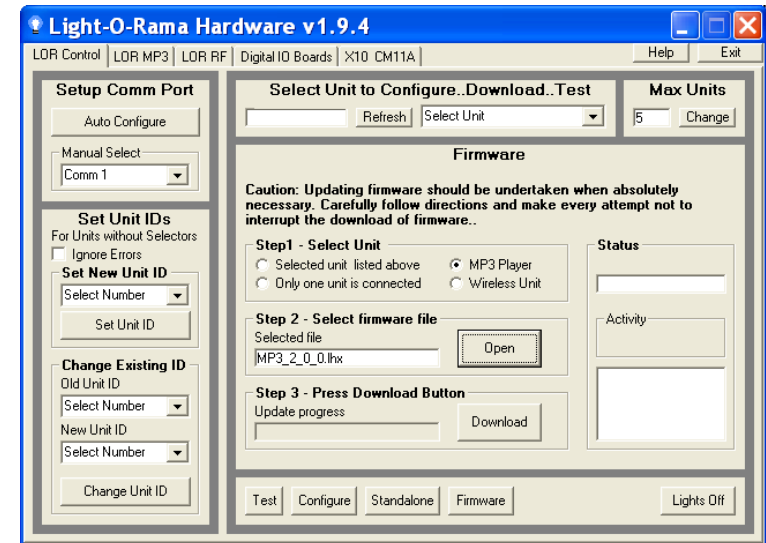 Light-O-Rama Hardware v1.9.4
LOR Control LOR MP3 LOR RF Digital IO Boards X10 CM11A Help Exit
Setup Comm Port
Auto Configure
Manual Select
Comm 1
Set Unit IDs
For Units without Selectors
Ignore Errors
Set New Unit ID
Select Number
Set Unit ID
Change Existing ID
Old Unit ID
Select Number
New Unit ID
Select Number
Change Unit ID
Select Unit to Configure..Download..Test
Refresh Select Unit
Max Units
5 Change
Firmware
Caution: Updating firmware should be undertaken when absolutely
necessary. Carefully follow directions and make every attempt not to
interrupt the download of firmware..
Step1 - Select Unit
Selected unit listed above MP3 Player
Only one unit is connected Wireless Unit
Step 2 - Select firmware file
Selected file
MP3_2_0_0.lhx
Open
Step 3 - Press Download Button
Update progress
Download
Status
Activity
Test Configure Standalone Firmware Lights Off